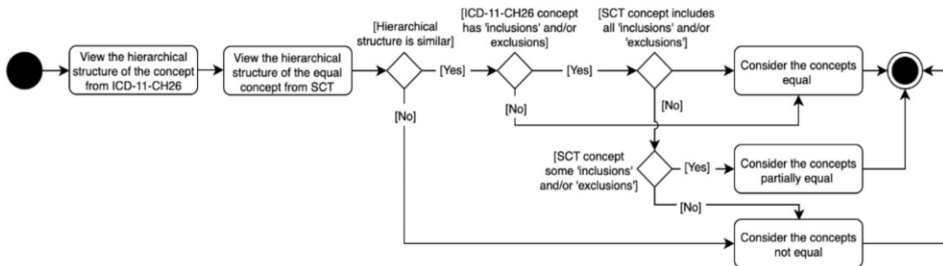 View the hierarchical
structure of the concept
from ICD-11-CH26
View the hierarchical
structure of the equal
concept from SCT
[Hierarchical
structure is similar]
[Yes]
[No]
[ICD-11-CH26 concept
has 'inclusions' and/or
exclusions]
[Yes]
[No]
[SCT concept includes
all 'inclusions' and/or
'exclusions']
[No]
Consider the concepts
equal
[SCT concept
some 'inclusions'
and/or 'exclusions']
[Yes]
[No]
Consider the concepts
partially equal
Consider the concepts
not equal